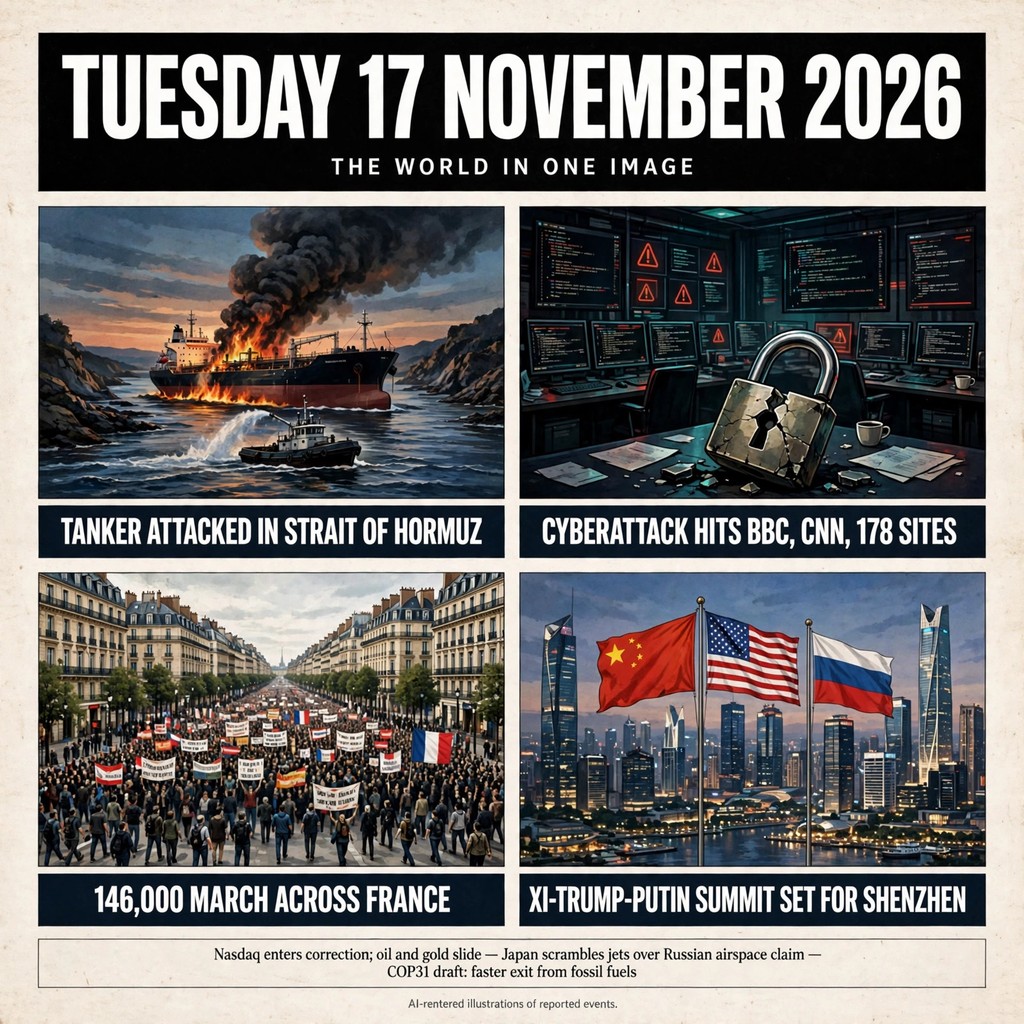 TUESDAY 17 NOVEMBER 2026
THE WORLD IN ONE IMAGE
TANKER ATTACKED IN STRAIT OF HORMUZ
CYBERATTACK HITS BBC, CNN, 178 SITES
146,000 MARCH ACROSS FRANCE
XI-TRUMP-PUTIN SUMMIT SET FOR SHENZHEN
Nasdaq enters correction; oil and gold slide — Japan scrambles jets over Russian airspace claim —
COP31 draft: faster exit from fossil fuels
AI-rentered illustrations of reported events.